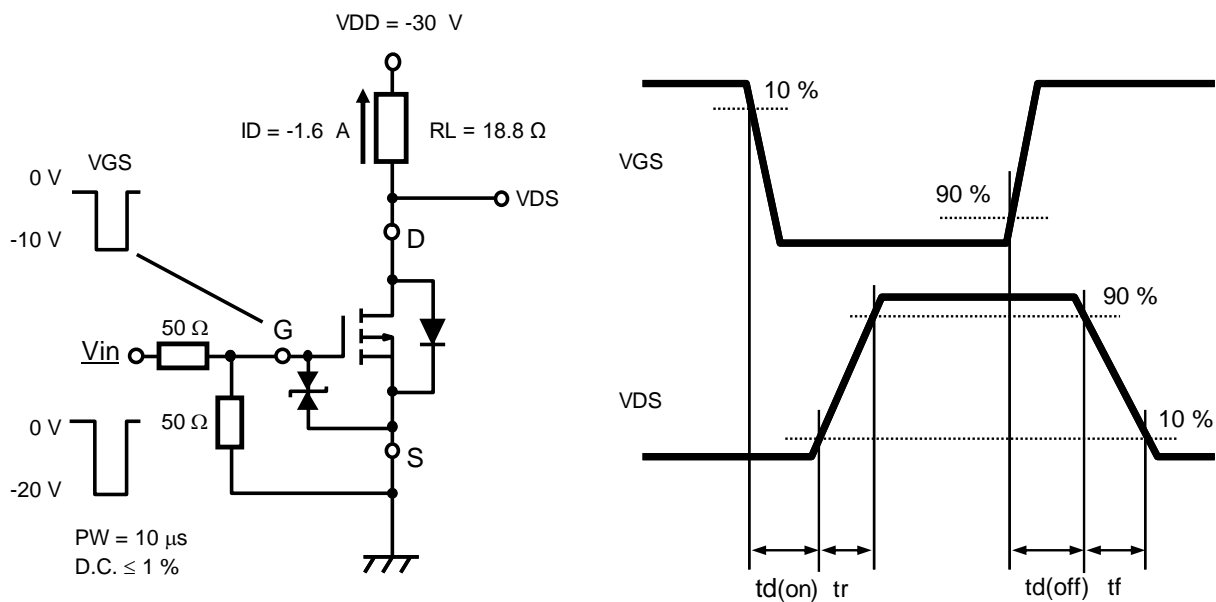 VDD = -30 V
ID = -1.6 A
RL = 18.8 Ω
VGS
0 V
-10 V
VDS
D
50 Ω
G
Vin
50 Ω
0 V
-20 V
S
PW = 10 μs
D.C. ≤ 1 %
10 %
VGS
90 %
90 %
VDS
10 %
td(on) tr
td(off) tf